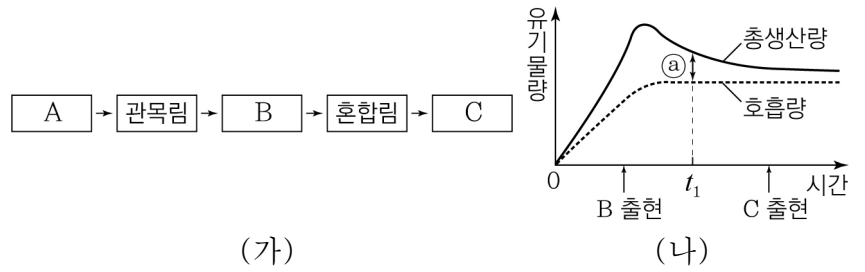 A → 관목림 → B → 혼합림 → C
(가)
유기물량
총생산량
ⓐ
호흡량
0
t₁
시간
B 출현
C 출현
(나)